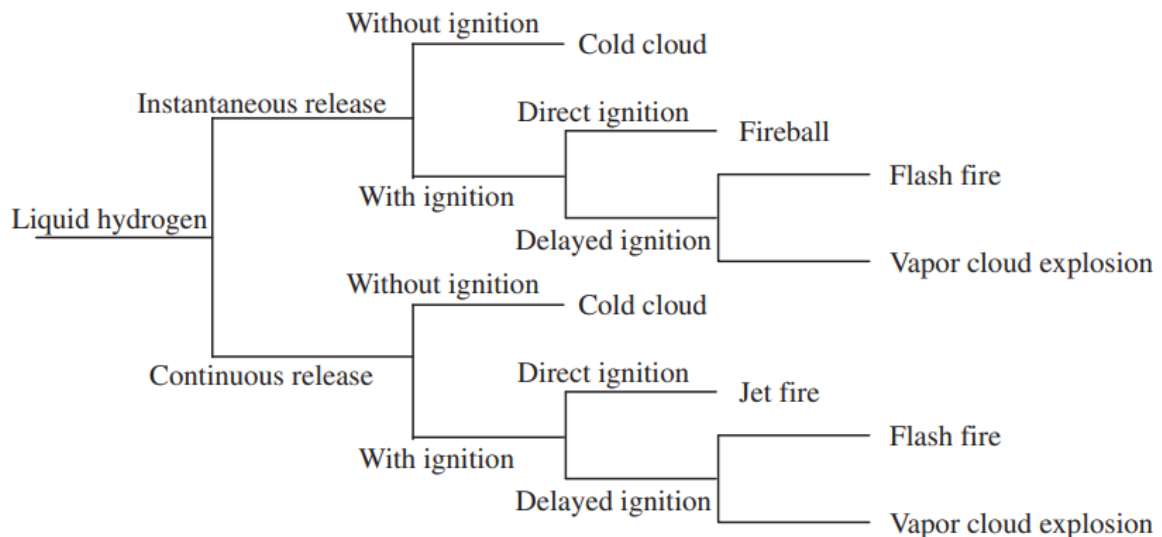 Without ignition
Cold cloud
Instantaneous release
Direct ignition
Fireball
With ignition
Flash fire
Liquid hydrogen
Delayed ignition
Vapor cloud explosion
Without ignition
Cold cloud
Continuous release
Direct ignition
Jet fire
With ignition
Flash fire
Delayed ignition
Vapor cloud explosion